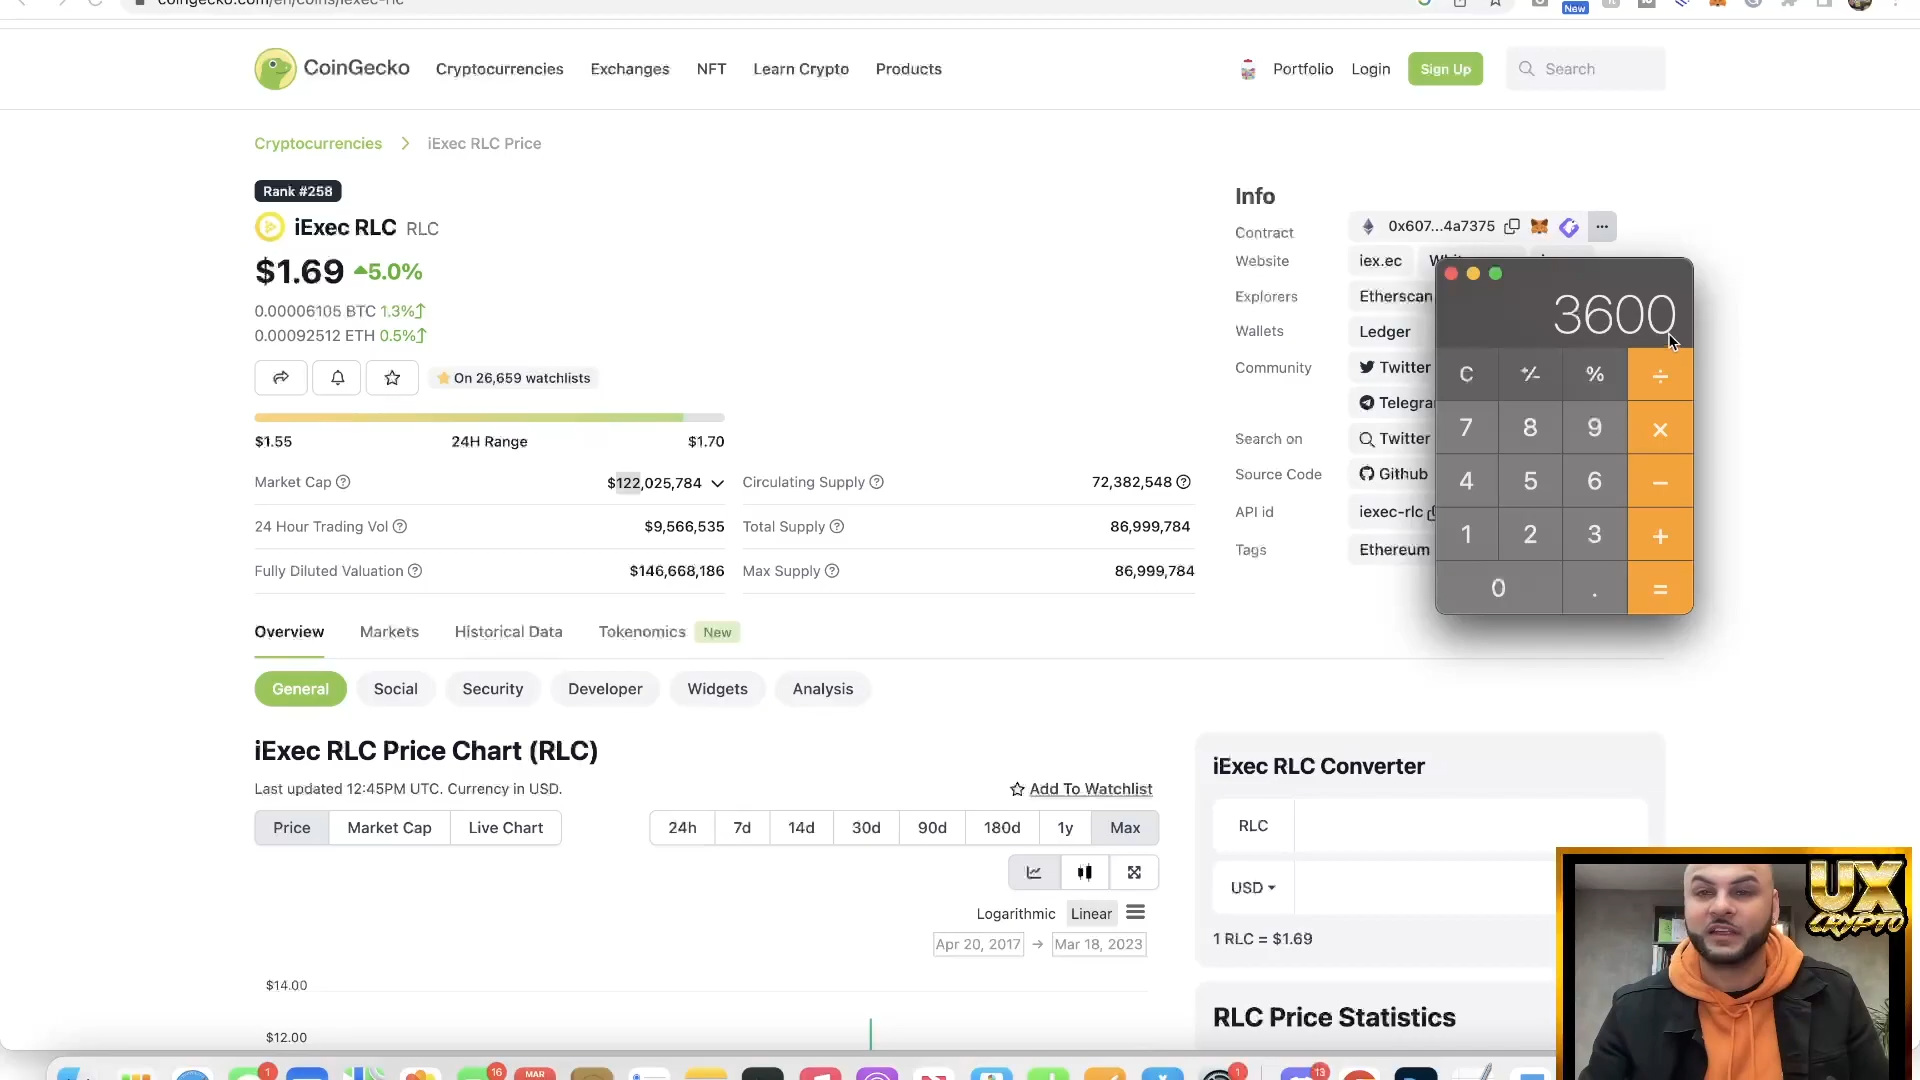 CoinGecko Cryptocurrencies Exchanges NFT Learn Crypto Products Portfolio Login Sign Up Search
New
Cryptocurrencies iExec RLC Price
Rank #258
iExec RLC RLC
$1.69 5.0%
0.00006105 BTC 1.3%
0.00092512 ETH 0.5%
On 26,659 watchlists
$1.55 24H Range $1.70
Market Cap $122,025,784
24 Hour Trading Vol $9,566,535
Fully Diluted Valuation $146,668,186
Circulating Supply 72,382,548
Total Supply 86,999,784
Max Supply 86,999,784
Info
Contract 0x607...4a7375
Website iex.ec
Explorers Etherscan
Wallets Ledger
Community Twitter
Search on Twitter
Source Code Github
API id iexec-rlc
Tags Ethereum
3600
C +/- % ÷
7 8 9 ×
4 5 6 −
1 2 3 +
0 . =
Overview Markets Historical Data Tokenomics New
General Social Security Developer Widgets Analysis
iExec RLC Price Chart (RLC)
Last updated 12:45PM UTC. Currency in USD.
Add To Watchlist
Price Market Cap Live Chart
24h 7d 14d 30d 90d 180d 1y Max
Logarithmic Linear
Apr 20, 2017 → Mar 18, 2023
$14.00
$12.00
iExec RLC Converter
RLC
USD
1 RLC = $1.69
RLC Price Statistics
UX
CRYPTO
1
16
MAR
1
13